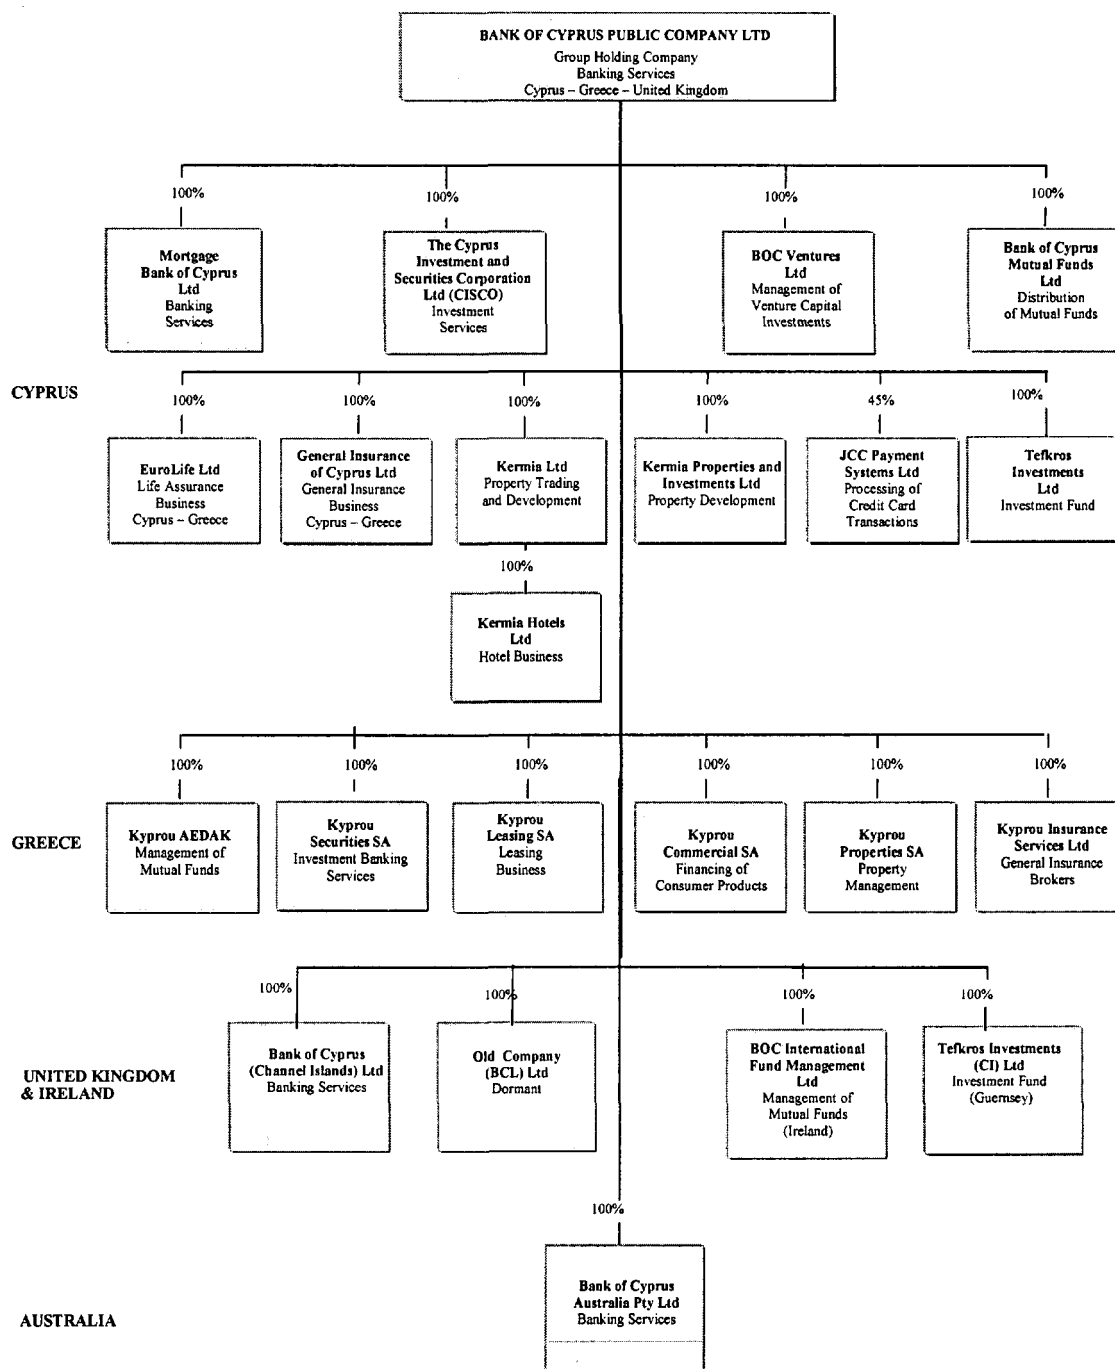 BANK OF CYPRUS PUBLIC COMPANY LTD
Group Holding Company
Banking Services
Cyprus – Greece – United Kingdom
100%
100%
100%
100%
Mortgage
Bank of Cyprus
Ltd
Banking
Services
The Cyprus
Investment and
Securities Corporation
Ltd (CISCO)
Investment
Services
BOC Ventures
Ltd
Management of
Venture Capital
Investments
Bank of Cyprus
Mutual Funds
Ltd
Distribution
of Mutual Funds
CYPRUS
100%
100%
100%
100%
45%
100%
EuroLife Ltd
Life Assurance
Business
Cyprus – Greece
General Insurance
of Cyprus Ltd
General Insurance
Business
Cyprus – Greece
Kermia Ltd
Property Trading
and Development
Kermia Properties and
Investments Ltd
Property Development
JCC Payment
Systems Ltd
Processing of
Credit Card
Transactions
Tefkros
Investments
Ltd
Investment Fund
100%
Kermia Hotels
Ltd
Hotel Business
100%
100%
100%
100%
100%
100%
GREECE
Kyprou AEDAK
Management of
Mutual Funds
Kyprou
Securities SA
Investment Banking
Services
Kyprou
Leasing SA
Leasing
Business
Kyprou
Commercial SA
Financing of
Consumer Products
Kyprou
Properties SA
Property
Management
Kyprou Insurance
Services Ltd
General Insurance
Brokers
100%
100%
100%
100%
UNITED KINGDOM
& IRELAND
Bank of Cyprus
(Channel Islands) Ltd
Banking Services
Old Company
(BCL) Ltd
Dormant
BOC International
Fund Management
Ltd
Management of
Mutual Funds
(Ireland)
Tefkros Investments
(CI) Ltd
Investment Fund
(Guernsey)
100%
AUSTRALIA
Bank of Cyprus
Australia Pty Ltd
Banking Services